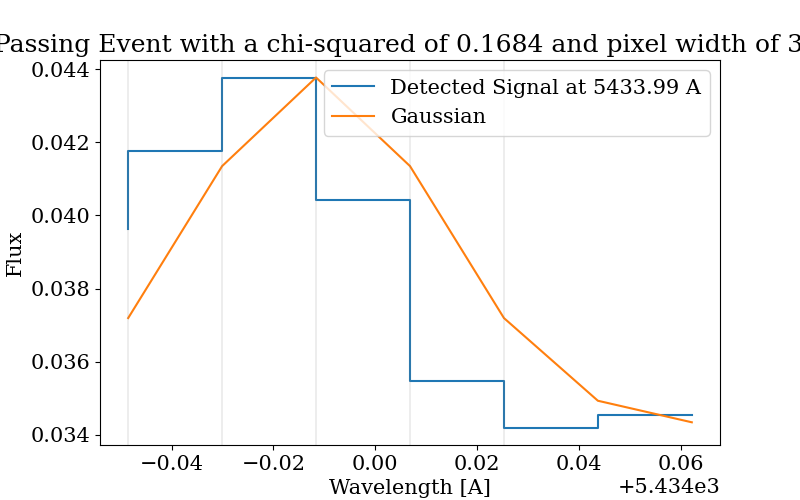 Passing Event with a chi-squared of 0.1684 and pixel width of 3
Detected Signal at 5433.99 A
Gaussian
Flux
0.044
0.042
0.040
0.038
0.036
0.034
−0.04 −0.02 0.00 0.02 0.04 0.06
Wavelength [A]
+5.434e3